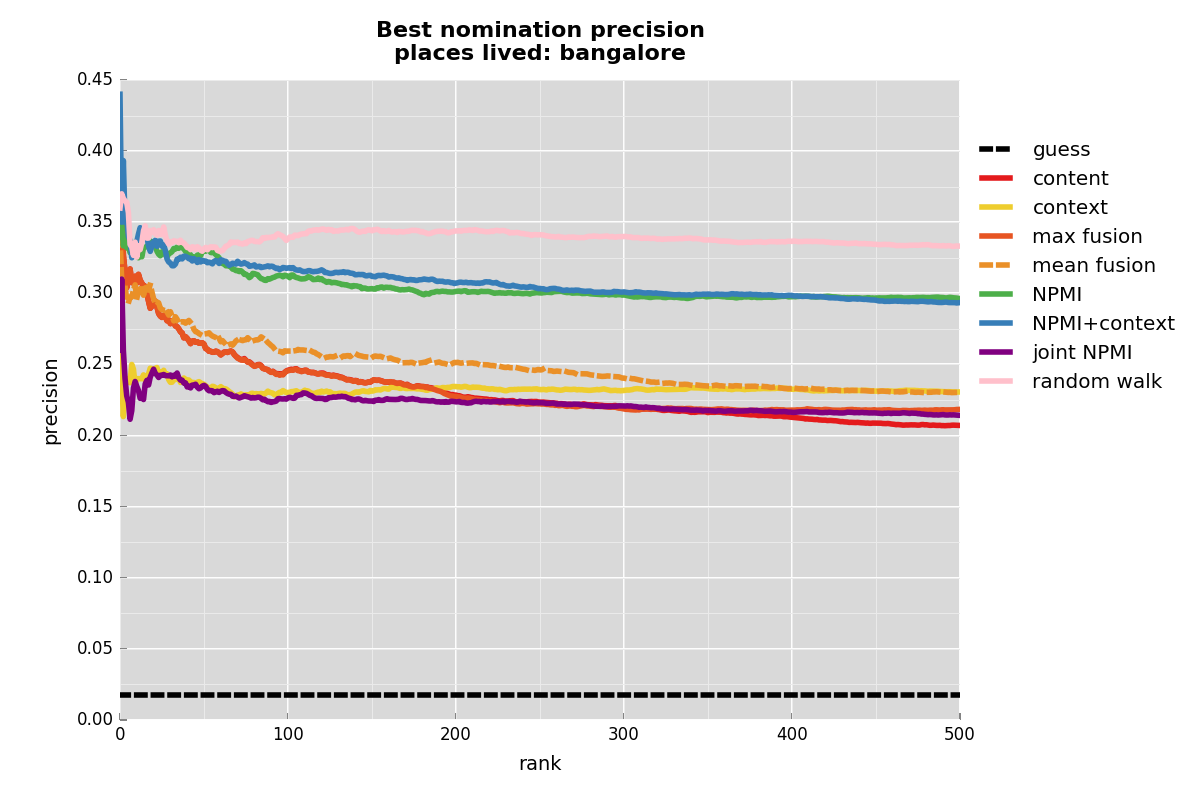 Best nomination precision
places lived: bangalore
precision
0.45
0.40
0.35
0.30
0.25
0.20
0.15
0.10
0.05
0.00
0
100
200
300
400
500
rank
guess
content
context
max fusion
mean fusion
NPMI
NPMI+context
joint NPMI
random walk